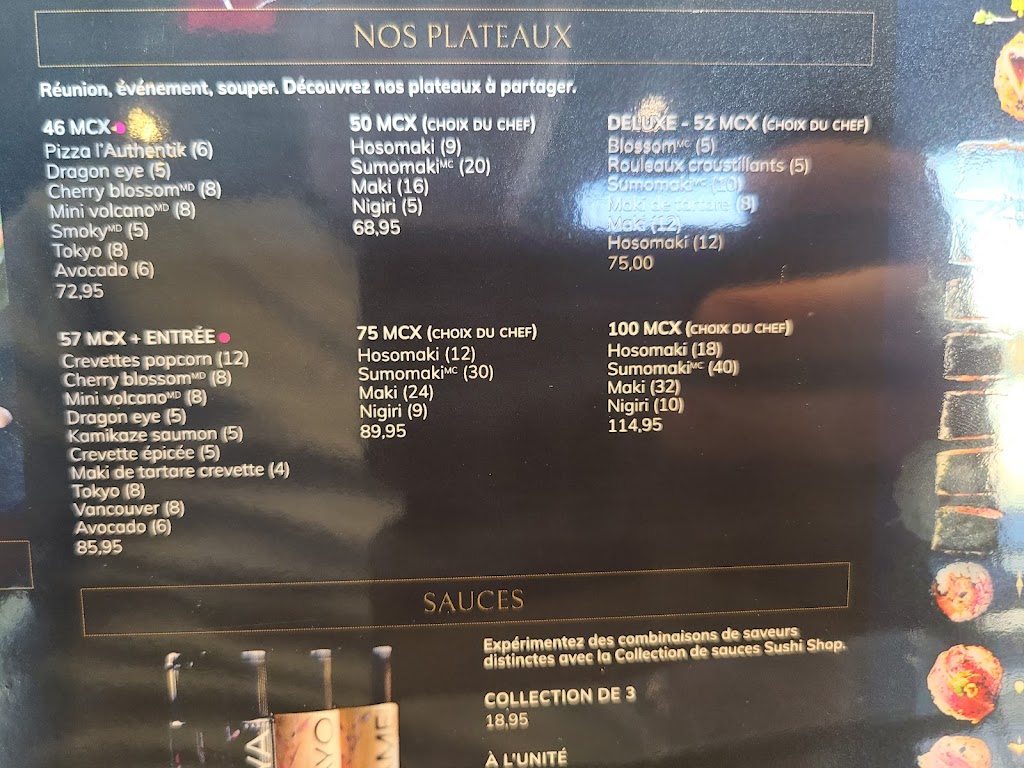 NOS PLATEAUX
Réunion, événement, souper. Découvrez nos plateaux à partager.
46 MCX
Pizza l'Authentik (6)
Dragon eye (5)
Cherry blossomᴹᴰ (8)
Mini volcanoᴹᴰ (8)
Smokyᴹᴰ (5)
Tokyo (8)
Avocado (6)
72,95
50 MCX (CHOIX DU CHEF)
Hosomaki (9)
Sumomakiᴹᶜ (20)
Maki (16)
Nigiri (5)
68,95
DELUXE - 52 MCX (CHOIX DU CHEF)
Blossomᴹᶜ (5)
Rouleaux croustillants (5)
Sumomakiᴹᶜ (10)
Maki de tartare (8)
Maki (12)
Hosomaki (12)
75,00
57 MCX + ENTRÉE
Crevettes popcorn (12)
Cherry blossomᴹᴰ (8)
Mini volcanoᴹᴰ (8)
Dragon eye (5)
Kamikaze saumon (5)
Crevette épicée (5)
Maki de tartare crevette (4)
Tokyo (8)
Vancouver (8)
Avocado (6)
85,95
75 MCX (CHOIX DU CHEF)
Hosomaki (12)
Sumomakiᴹᶜ (30)
Maki (24)
Nigiri (9)
89,95
100 MCX (CHOIX DU CHEF)
Hosomaki (18)
Sumomakiᴹᶜ (40)
Maki (32)
Nigiri (10)
114,95
SAUCES
Expérimentez des combinaisons de saveurs
distinctes avec la Collection de sauces Sushi Shop.
COLLECTION DE 3
18,95
À L'UNITÉ